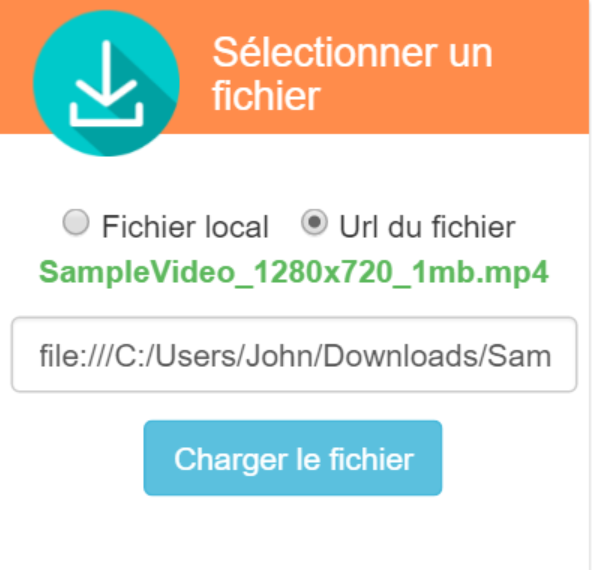 Sélectionner un
fichier
Fichier local Url du fichier
SampleVideo_1280x720_1mb.mp4
file:///C:/Users/John/Downloads/Sam
Charger le fichier